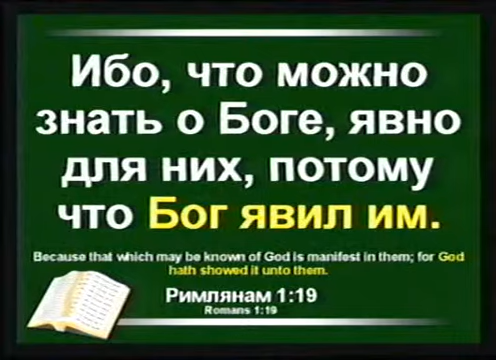 Ибо, что можно
знать о Боге, явно
для них, потому
что Бог явил им.
Because that which may be known of God is manifest in them; for God
hath showed it unto them.
Римлянам 1:19
Romans 1:19